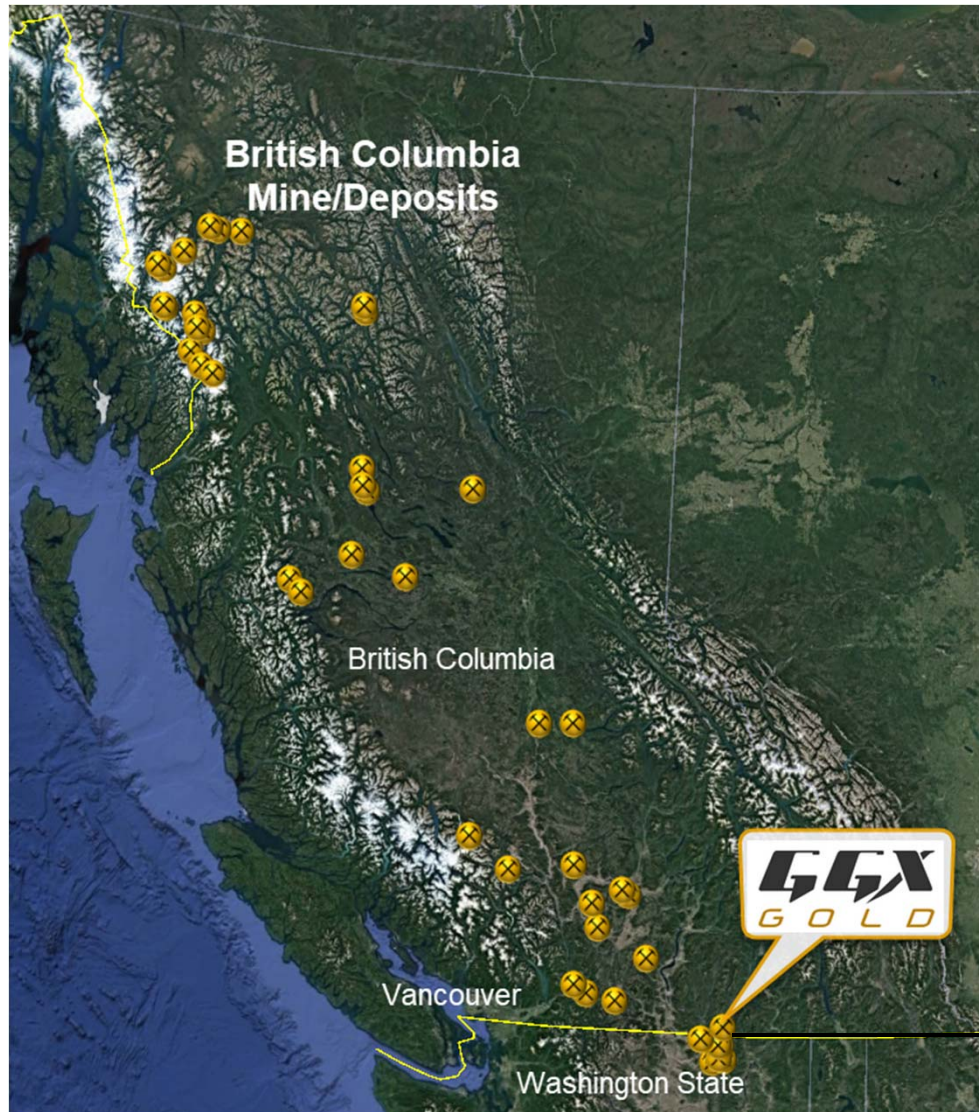 British Columbia
Mine/Deposits
British Columbia
GGX
GOLD
Vancouver
Washington State